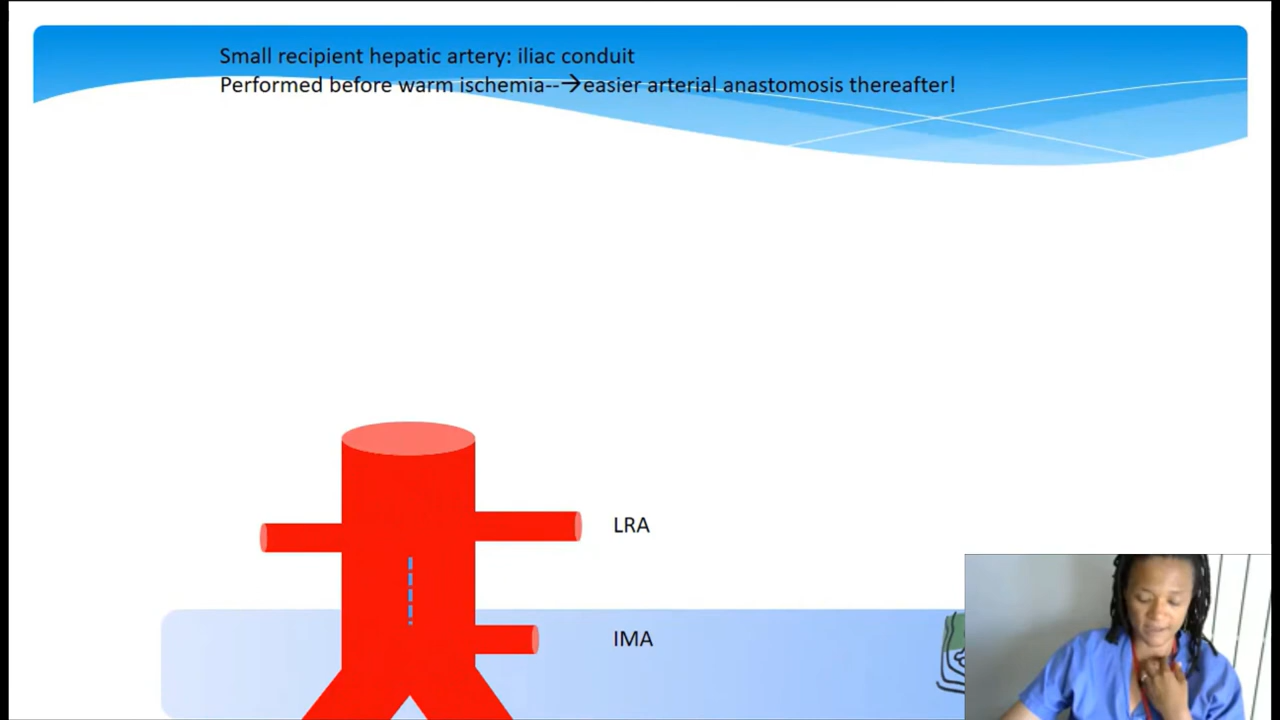 Small recipient hepatic artery: iliac conduit
Performed before warm ischemia--→easier arterial anastomosis thereafter!
LRA
IMA